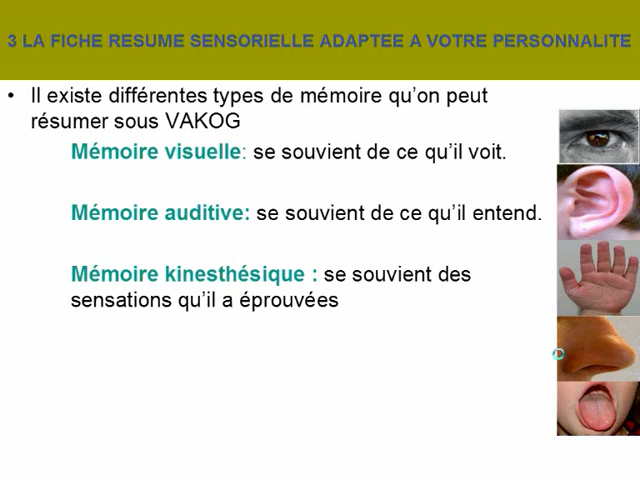 3 LA FICHE RESUME SENSORIELLE ADAPTEE A VOTRE PERSONNALITE
• Il existe différentes types de mémoire qu'on peut
résumer sous VAKOG
Mémoire visuelle: se souvient de ce qu'il voit.
Mémoire auditive: se souvient de ce qu'il entend.
Mémoire kinesthésique : se souvient des
sensations qu'il a éprouvées